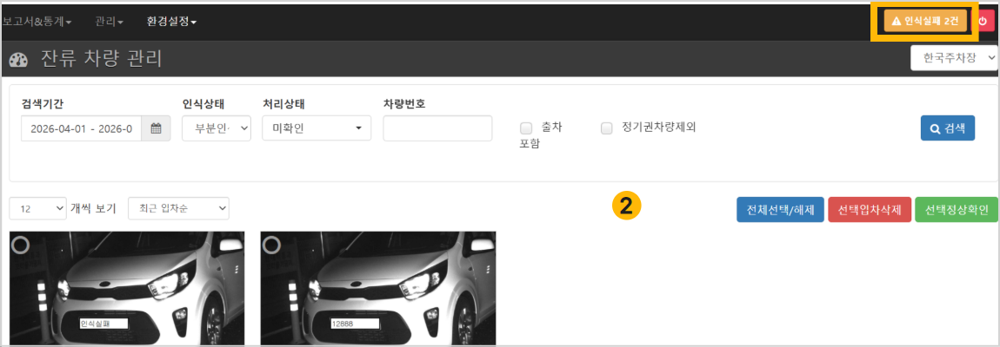 보고서&통계 관리 환경설정 인식실패 2건
잔류 차량 관리 한국주차장
검색기간 인식상태 처리상태 차량번호
2026-04-01 - 2026-0 부분인 미확인 출차 포함 정기권차량제외 검색
12 개씩 보기 최근 입차순 2 전체선택/해제 선택입차삭제 선택정상확인
인식실패 12888